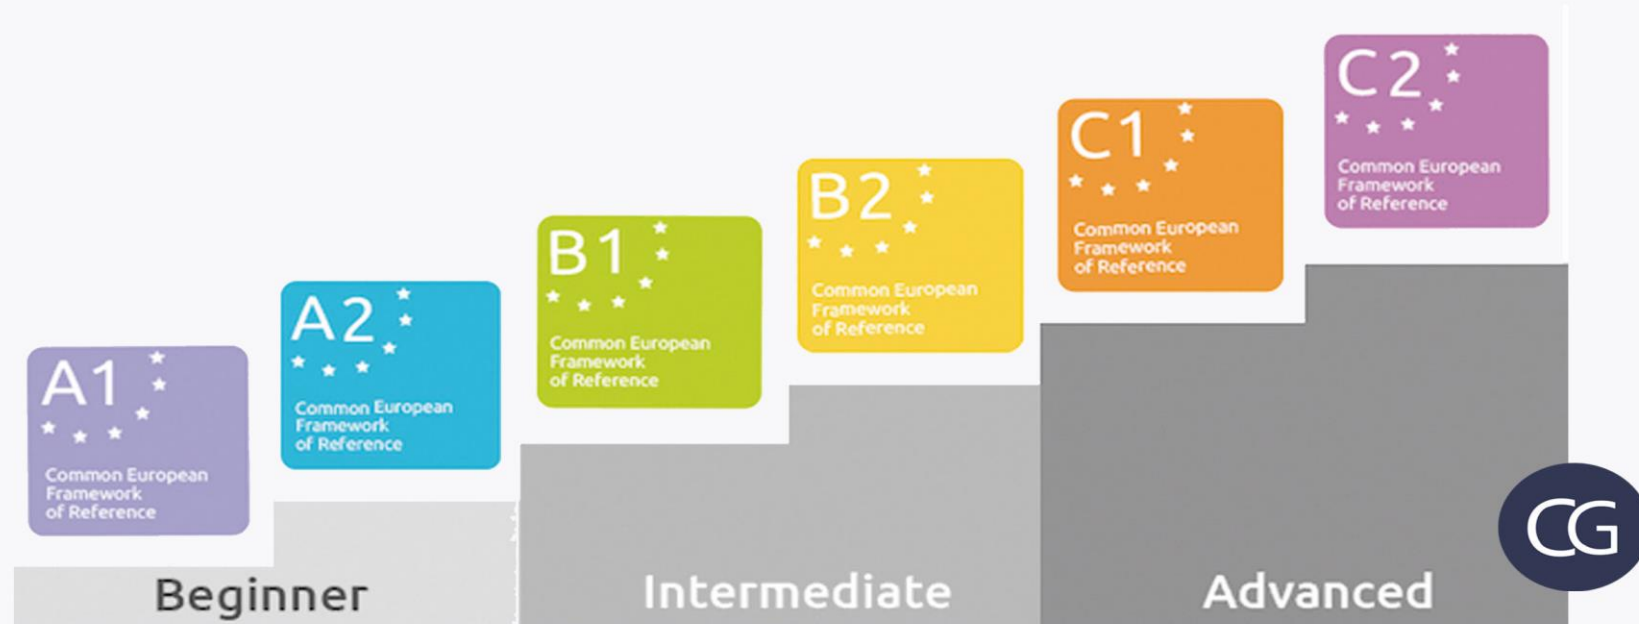 A1
Common European
Framework
of Reference
A2
Common European
Framework
of Reference
B1
Common European
Framework
of Reference
B2
Common European
Framework
of Reference
C1
Common European
Framework
of Reference
C2
Common European
Framework
of Reference
Beginner
Intermediate
Advanced
CG